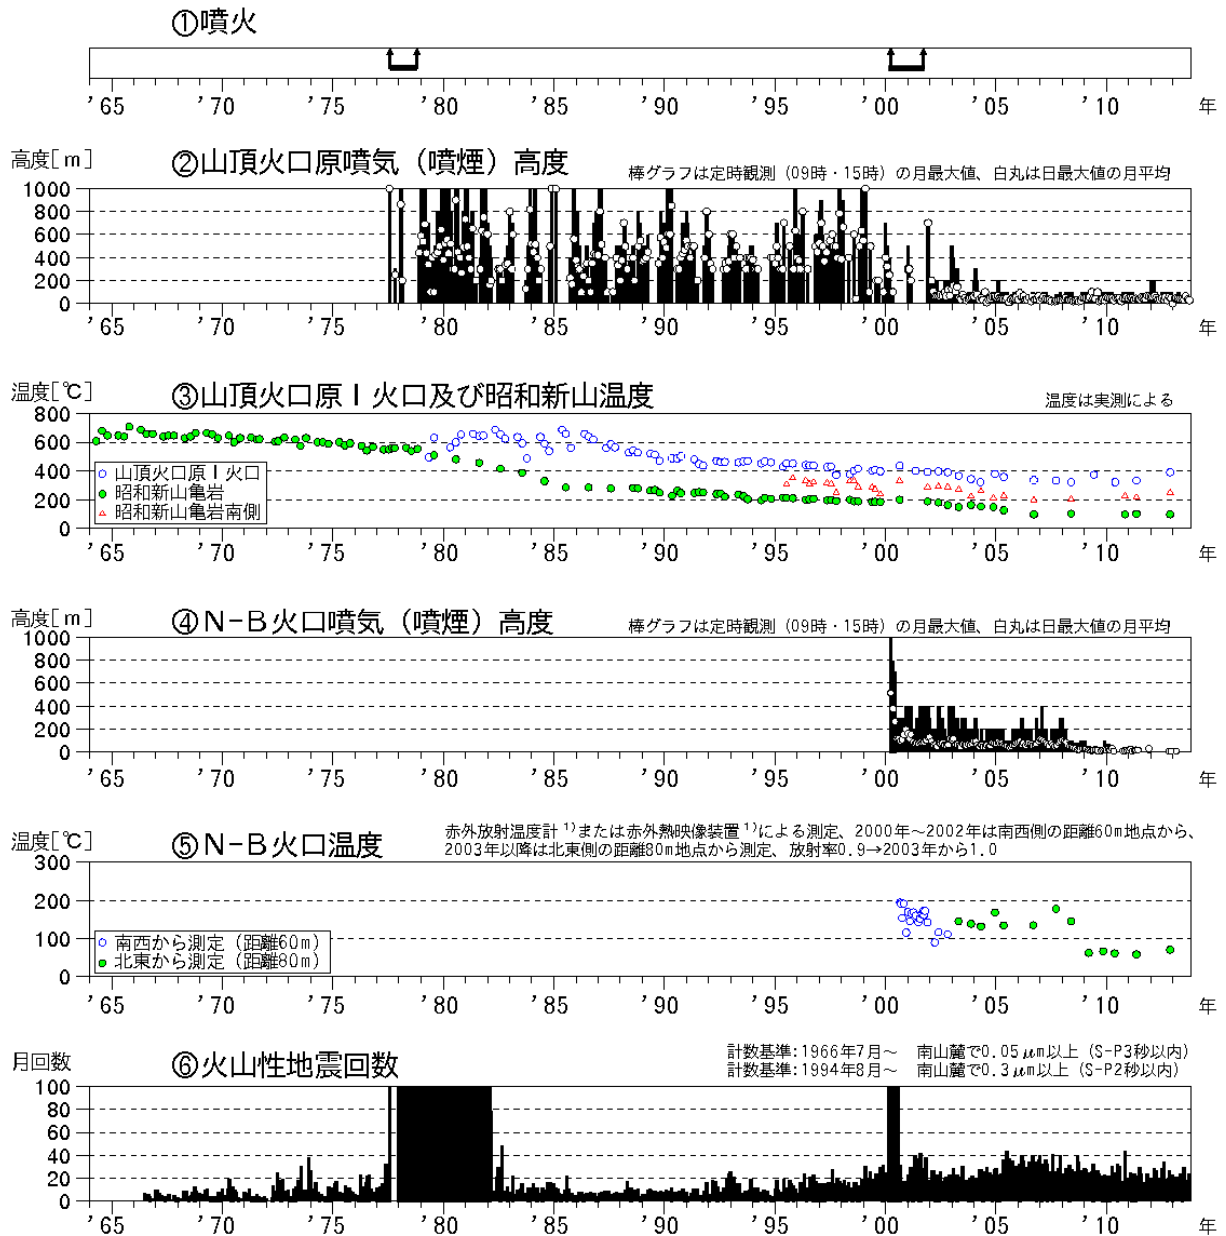 ①噴火
'65 '70 '75 '80 '85 '90 '95 '00 '05 '10 年
高度[m]
②山頂火口原噴気（噴煙）高度
棒グラフは定時観測（09時・15時）の月最大値、白丸は日最大値の月平均
1000
800
600
400
200
0
'65 '70 '75 '80 '85 '90 '95 '00 '05 '10 年
温度[℃]
③山頂火口原Ｉ火口及び昭和新山温度
温度は実測による
800
600
400
200
0
山頂火口原Ｉ火口
昭和新山亀岩
昭和新山亀岩南側
'65 '70 '75 '80 '85 '90 '95 '00 '05 '10 年
高度[m]
④N-B火口噴気（噴煙）高度
棒グラフは定時観測（09時・15時）の月最大値、白丸は日最大値の月平均
1000
800
600
400
200
0
'65 '70 '75 '80 '85 '90 '95 '00 '05 '10 年
温度[℃]
⑤N-B火口温度
赤外放射温度計¹⁾または赤外熱映像装置¹⁾による測定、2000年～2002年は南西側の距離60m地点から、
2003年以降は北東側の距離80m地点から測定、放射率0.9→2003年から1.0
300
200
100
0
南西から測定（距離60m）
北東から測定（距離80m）
'65 '70 '75 '80 '85 '90 '95 '00 '05 '10 年
月回数
⑥火山性地震回数
計数基準:1966年7月～ 南山麓で0.05μm以上（S-P3秒以内）
計数基準:1994年8月～ 南山麓で0.3μm以上（S-P2秒以内）
100
80
60
40
20
0
'65 '70 '75 '80 '85 '90 '95 '00 '05 '10 年